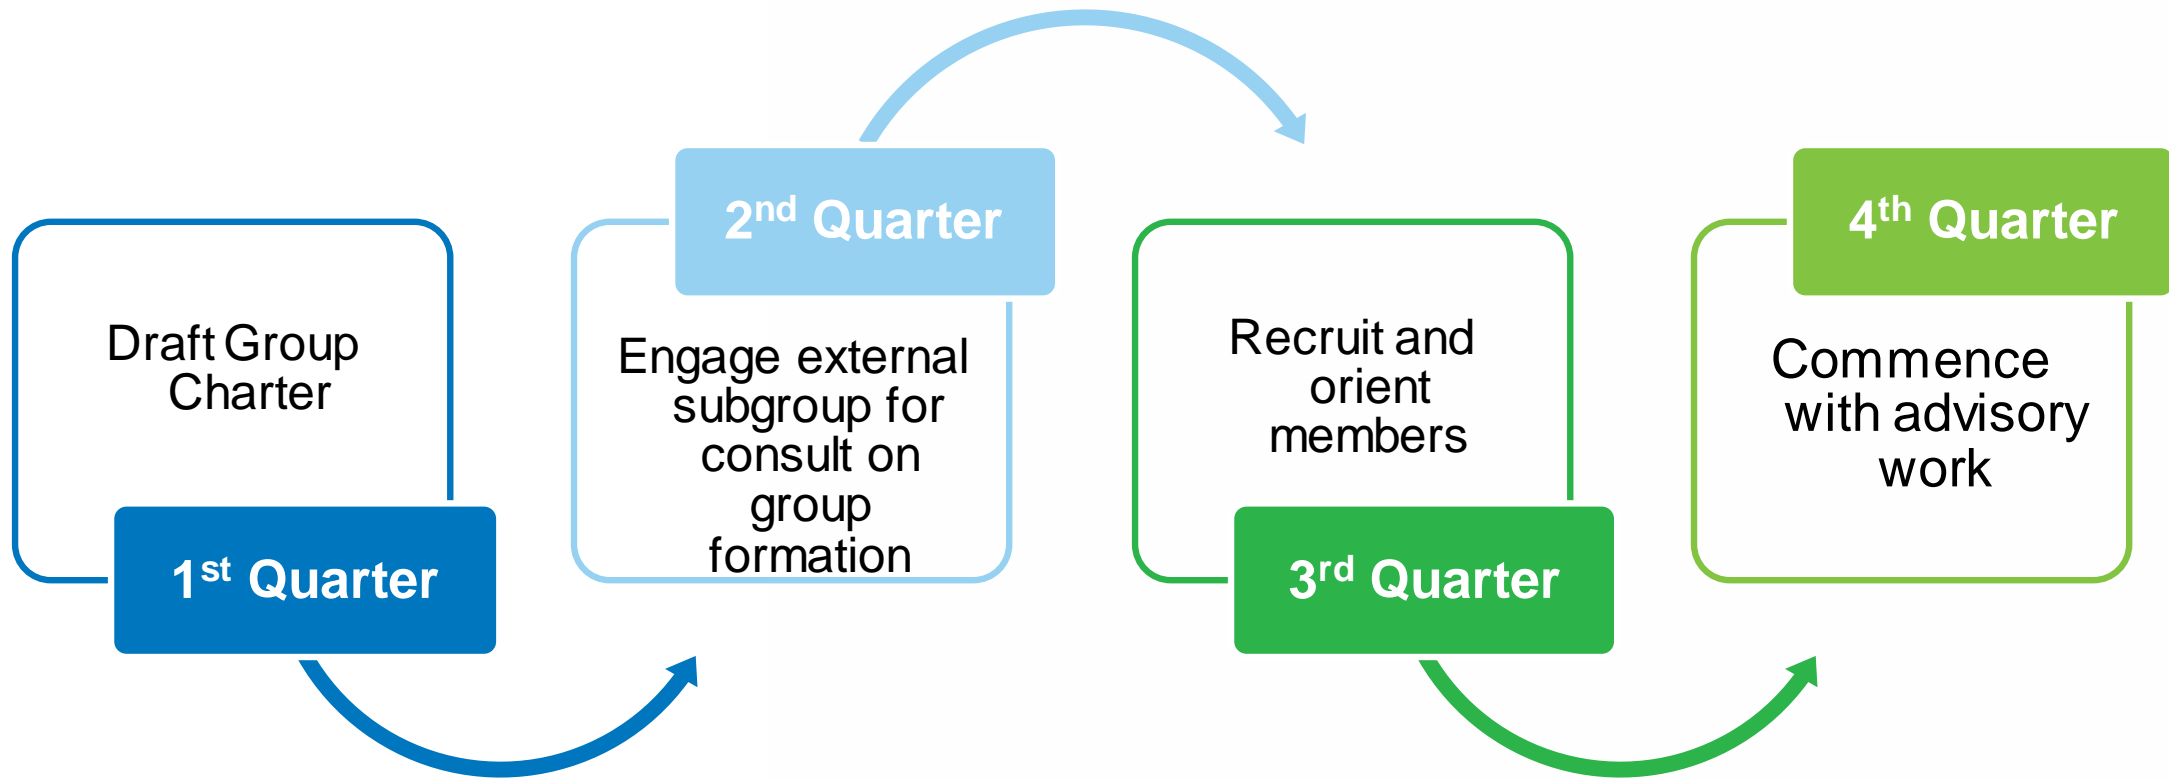 Draft Group
Charter
1st Quarter
2nd Quarter
Engage external
subgroup for
consult on
group
formation
Recruit and
orient
members
3rd Quarter
4th Quarter
Commence
with advisory
work